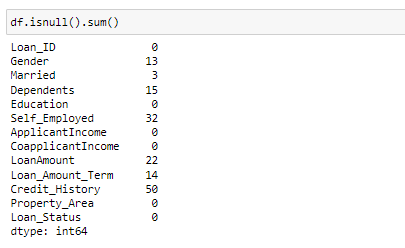 df.isnull().sum()
Loan_ID 0
Gender 13
Married 3
Dependents 15
Education 0
Self_Employed 32
ApplicantIncome 0
CoapplicantIncome 0
LoanAmount 22
Loan_Amount_Term 14
Credit_History 50
Property_Area 0
Loan_Status 0
dtype: int64